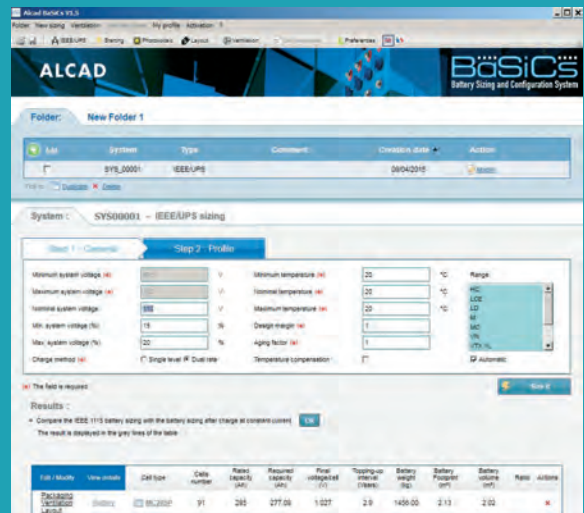 Alcad BaSiCs V1.5
Folder New sizing Ventilation My profile Activation ?
IEEE/UPS Starting Photovoltaic Layout Ventilation Preferences
ALCAD
BaSiCs
Battery Sizing and Configuration System
Folder: New Folder 1
List System Type Comment Creation date Action
SYS_00001 IEEE/UPS 08/04/2015
Duplicate Delete
System : SYS00001 - IEEE/UPS sizing
Step 1 : General Step 2 : Profile
Minimum system voltage (*) V Minimum temperature (*) 20 °C Range
Maximum system voltage (*) V Nominal temperature (*) 20 °C HC
Nominal system voltage V Maximum temperature (*) 20 °C LCE
Min. system voltage (%) 15 % Design margin (*) 1 LD
Max. system voltage (%) 20 % Aging factor (*) 1 M
Charge method (*) Single level Dual rate Temperature compensation MC
VN
Automatic
(*) The field is required
Results :
Compare the IEEE 1115 battery sizing with the battery sizing after charge at constant current OK
The result is displayed in the grey lines of the table
Edit / Modify View details Cell type Cells number Rated capacity (Ah) Required capacity (Ah) Final voltage/cell (V) Topping-up interval (Years) Battery weight (kg) Battery Footprint (m²) Battery volume (m³) Ratio Actions
Packaging
Ventilation Battery 91 285 277.09 1.027 2.9 1456.00 2.13 2.02
Layout